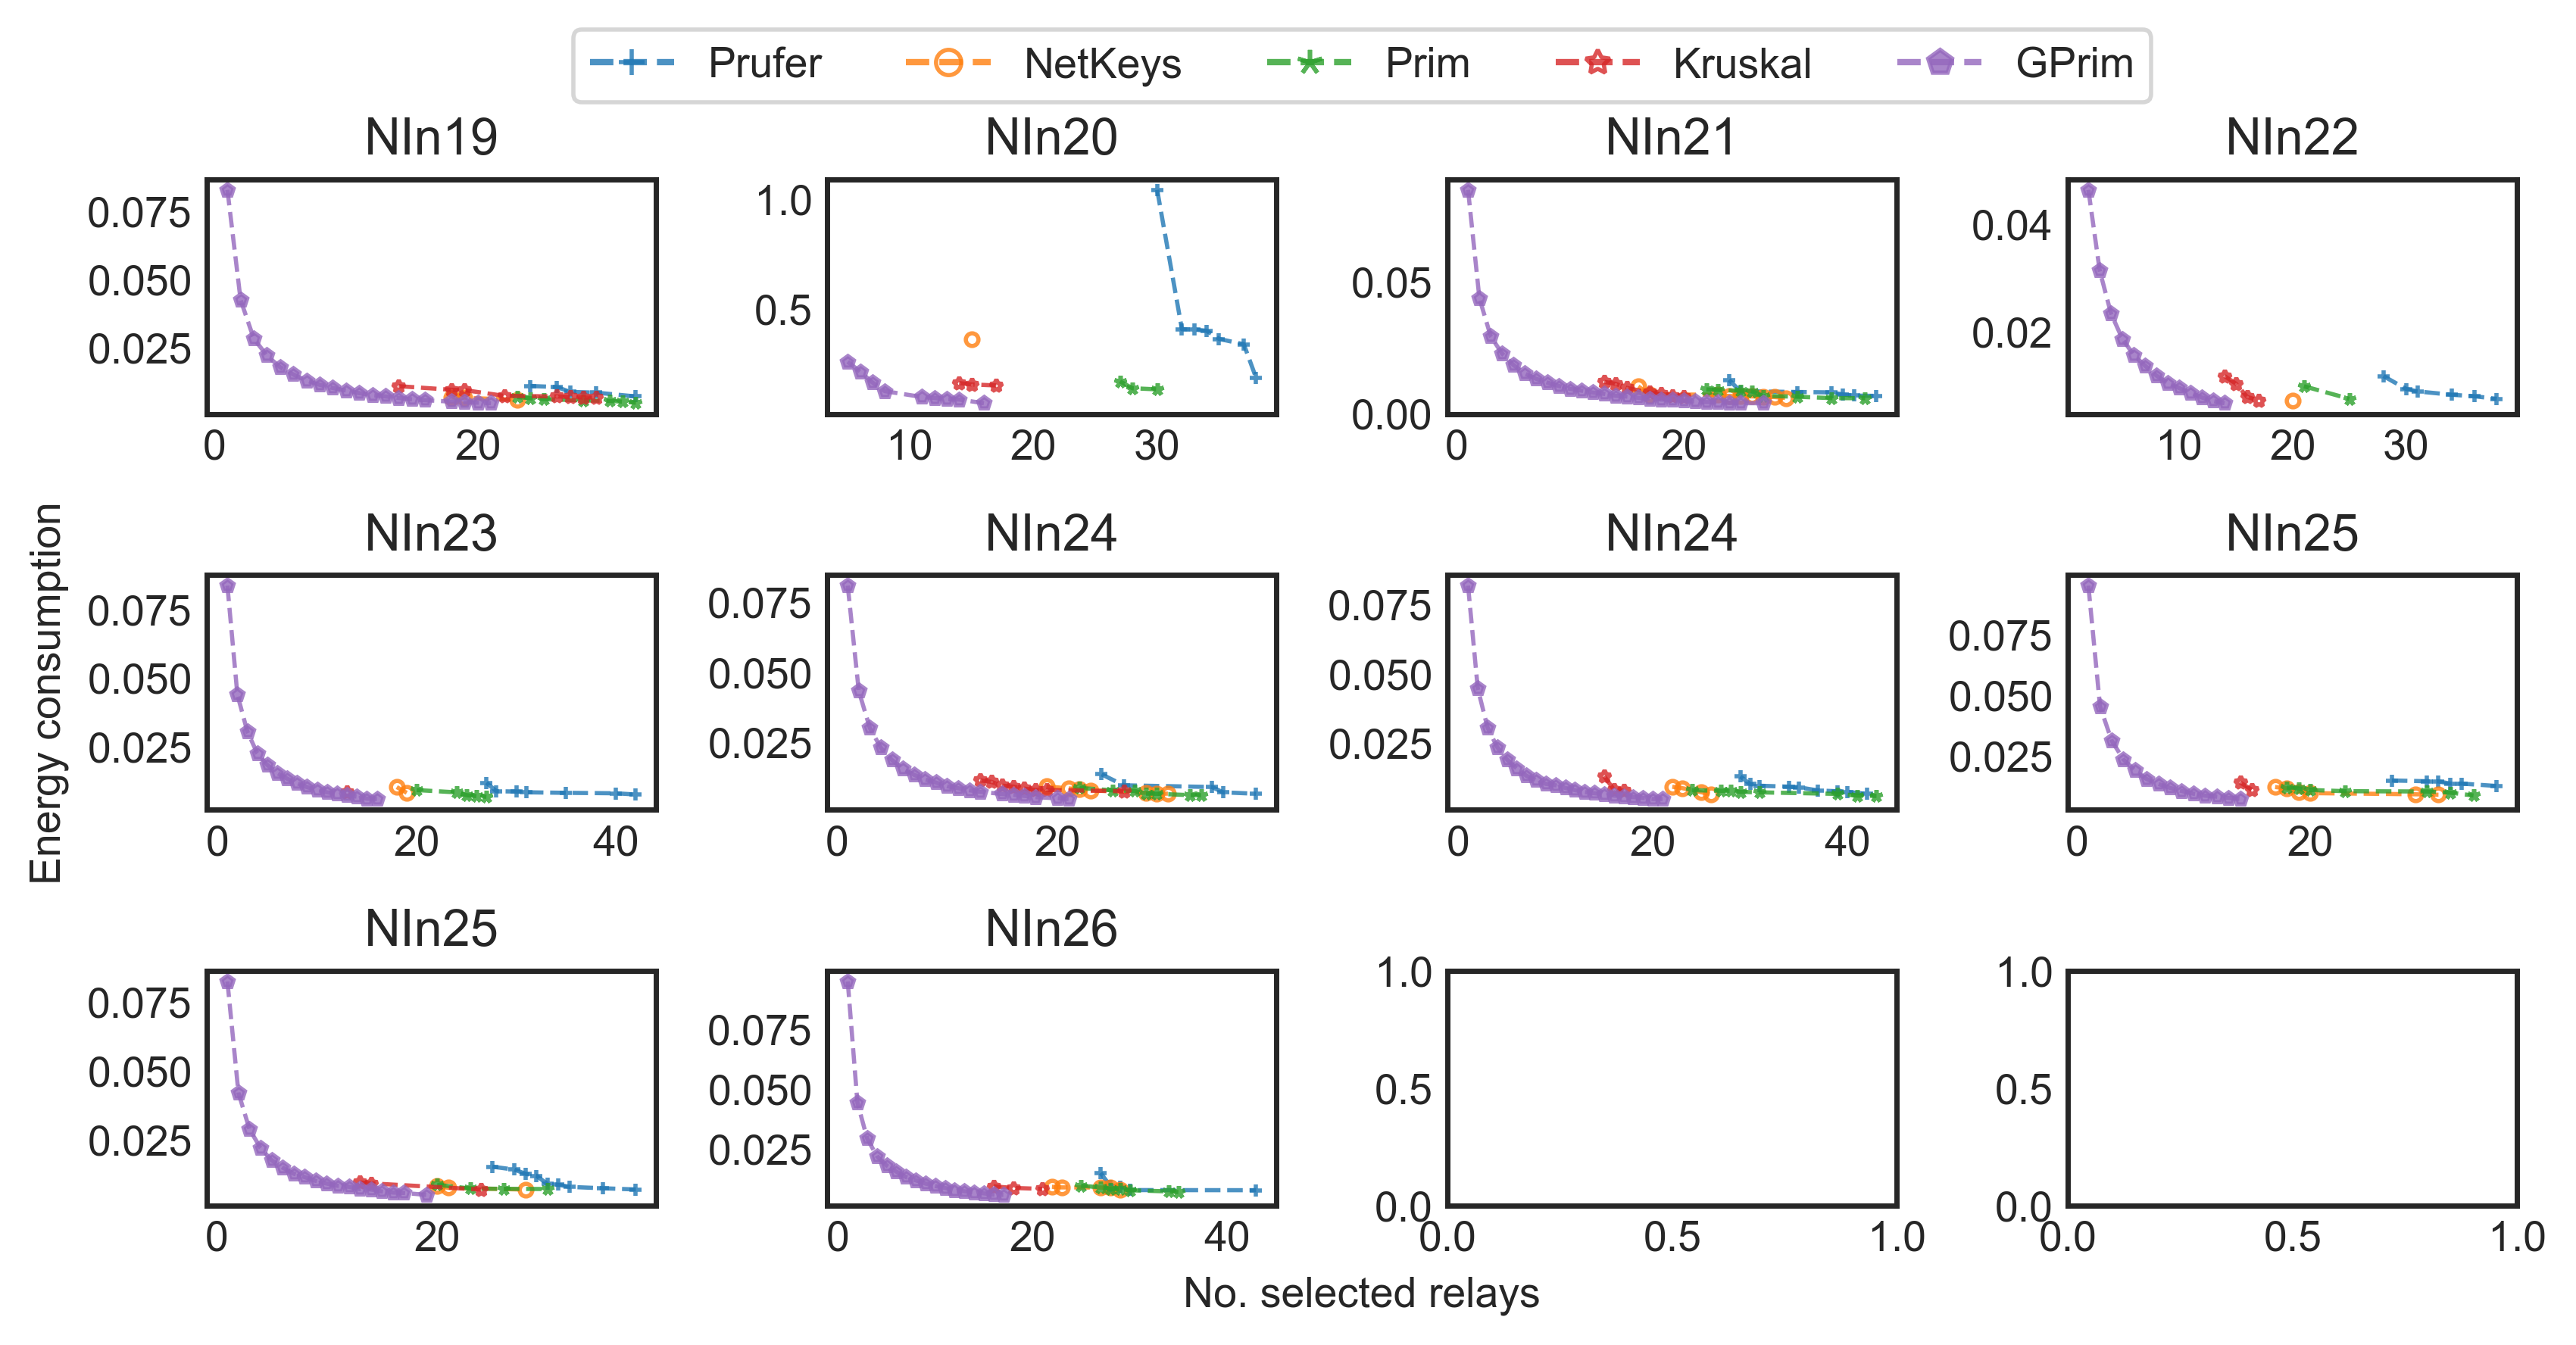 Prufer NetKeys Prim Kruskal GPrim
NIn19 NIn20 NIn21 NIn22
0.075
0.050
0.025
0 20
1.0
0.5
10 20 30
0.05
0.00
0 20
0.04
0.02
10 20 30
Energy consumption
NIn23 NIn24 NIn24 NIn25
0.075
0.050
0.025
0 20 40
0.075
0.050
0.025
0 20
0.075
0.050
0.025
0 20 40
0.075
0.050
0.025
0 20
NIn25 NIn26
0.075
0.050
0.025
0 20
0.075
0.050
0.025
0 20 40
1.0
0.5
0.0
0.0 0.5 1.0
1.0
0.5
0.0
0.0 0.5 1.0
No. selected relays